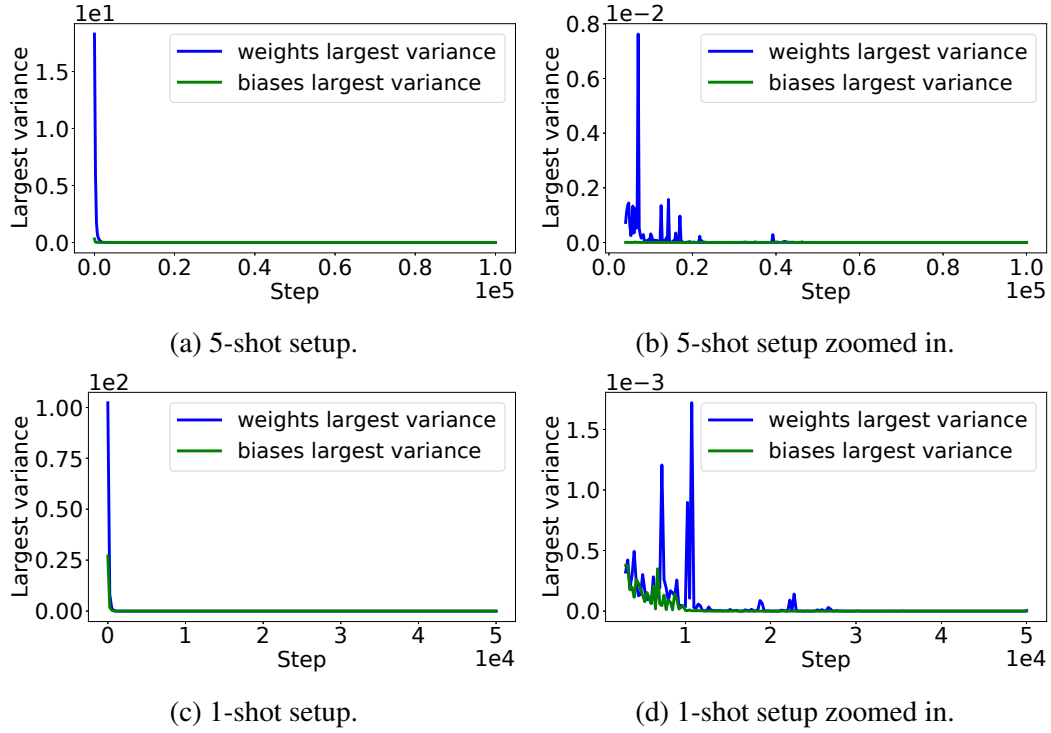 1e1
weights largest variance
biases largest variance
Largest variance
1.5
1.0
0.5
0.0
0.0 0.2 0.4 0.6 0.8 1.0
Step
1e5
(a) 5-shot setup.
1e−2
weights largest variance
biases largest variance
Largest variance
0.8
0.6
0.4
0.2
0.0
0.0 0.2 0.4 0.6 0.8 1.0
Step
1e5
(b) 5-shot setup zoomed in.
1e2
weights largest variance
biases largest variance
Largest variance
1.00
0.75
0.50
0.25
0.00
0 1 2 3 4 5
Step
1e4
(c) 1-shot setup.
1e−3
weights largest variance
biases largest variance
Largest variance
1.5
1.0
0.5
0.0
1 2 3 4 5
Step
1e4
(d) 1-shot setup zoomed in.